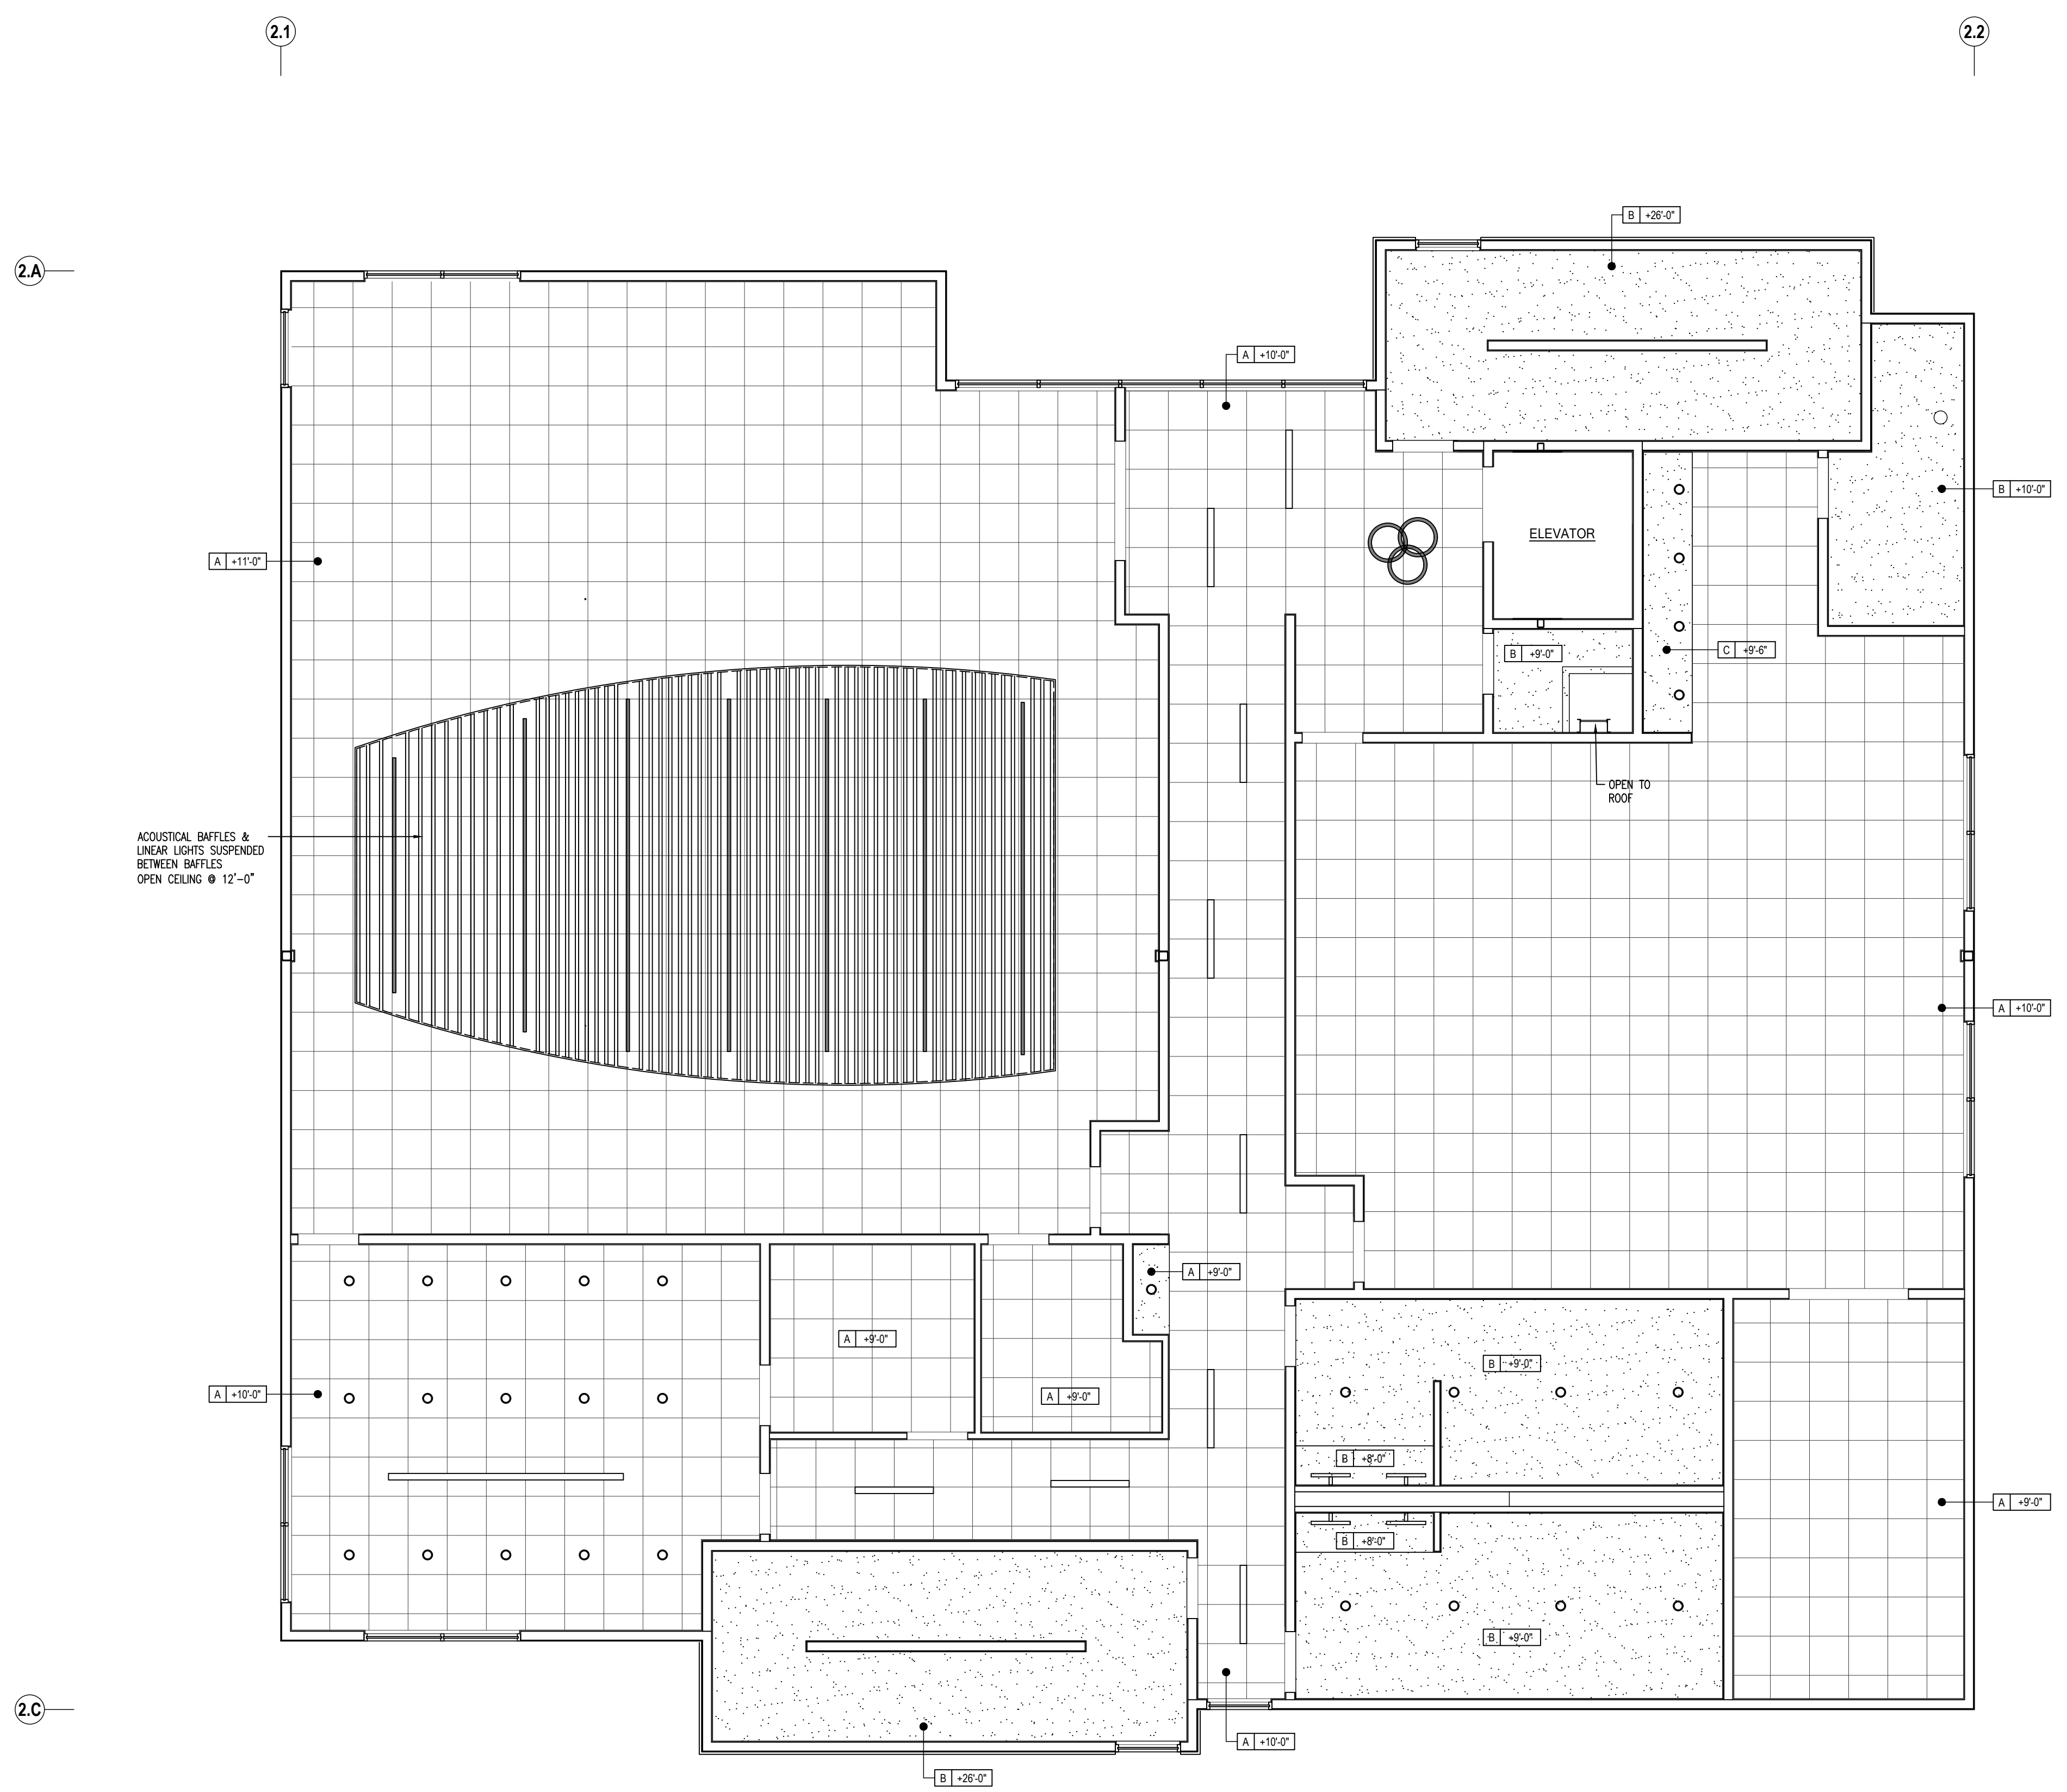 2.1
2.2
B +26'-0"
2.A
A +10'-0"
B +10'-0"
ELEVATOR
A +11'-0"
B +9'-0"
C +9'-6"
OPEN TO
ROOF
ACOUSTICAL BAFFLES &
LINEAR LIGHTS SUSPENDED
BETWEEN BAFFLES
OPEN CEILING @ 12'-0"
A +10'-0"
A +9'-0"
A +9'-0"
B +9'-0"
A +10'-0"
A +9'-0"
B +8'-0"
A +9'-0"
B +8'-0"
B +9'-0"
2.C
A +10'-0"
B +26'-0"